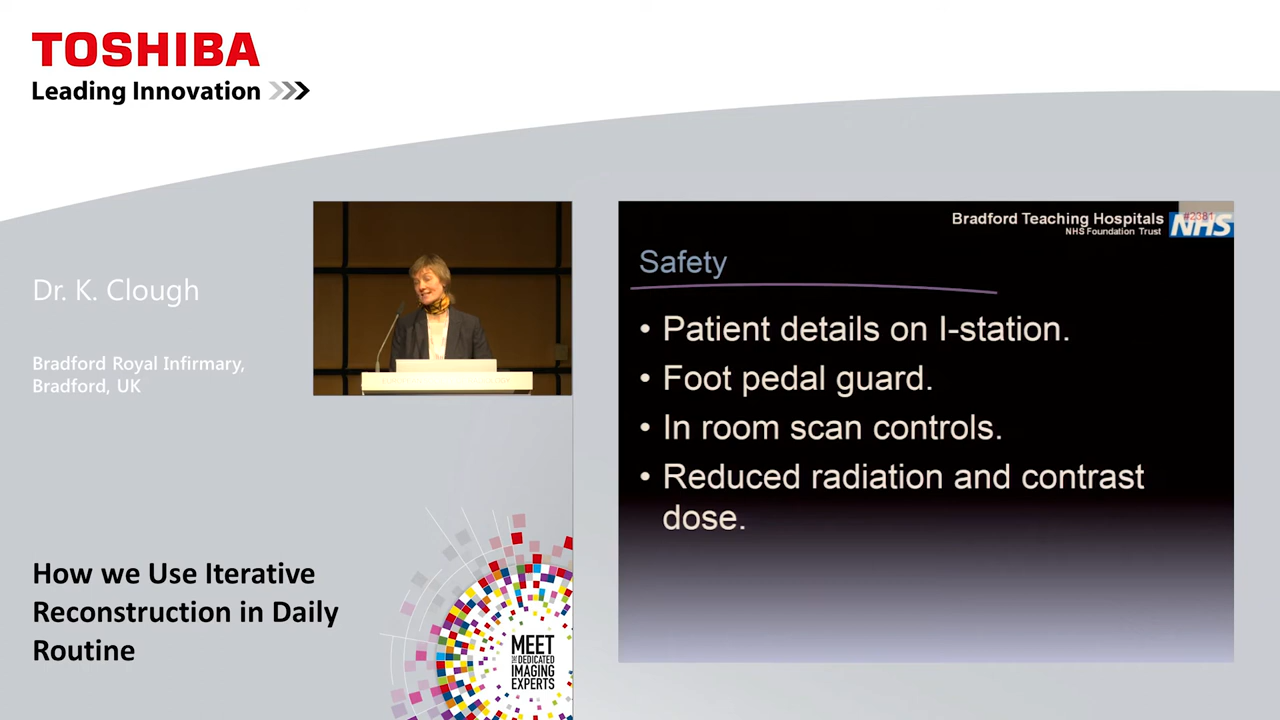 TOSHIBA
Leading Innovation
Dr. K. Clough
Bradford Royal Infirmary,
Bradford, UK
How we Use Iterative
Reconstruction in Daily
Routine
MEET
THE DEDICATED
IMAGING
EXPERTS
Bradford Teaching Hospitals
NHS Foundation Trust
#2381
NHS
Safety
• Patient details on I-station.
• Foot pedal guard.
• In room scan controls.
• Reduced radiation and contrast
dose.